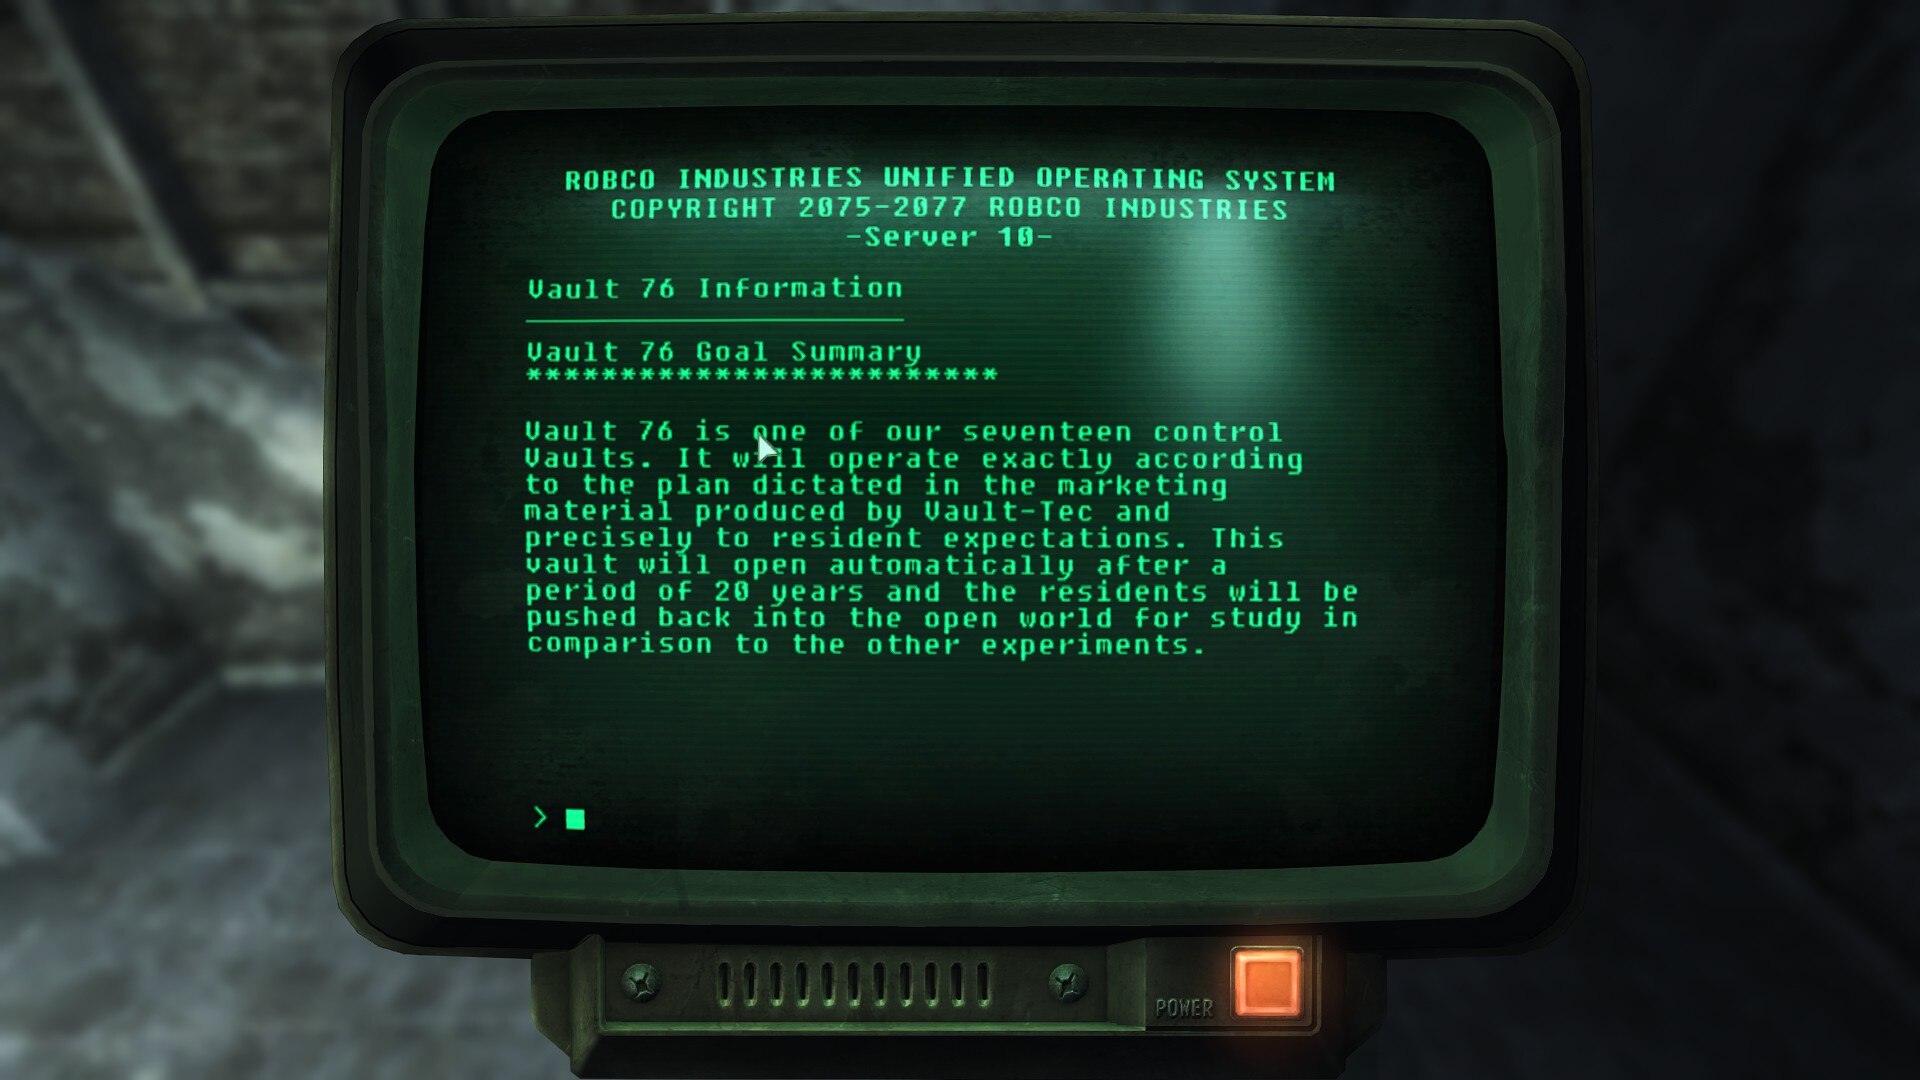 ROBCO INDUSTRIES UNIFIED OPERATING SYSTEM
COPYRIGHT 2075-2077 ROBCO INDUSTRIES
-Server 10-
Vault 76 Information
Vault 76 Goal Summary
*************************
Vault 76 is one of our seventeen control
Vaults. It will operate exactly according
to the plan dictated in the marketing
material produced by Vault-Tec and
precisely to resident expectations. This
vault will open automatically after a
period of 20 years and the residents will be
pushed back into the open world for study in
comparison to the other experiments.
>
POWER